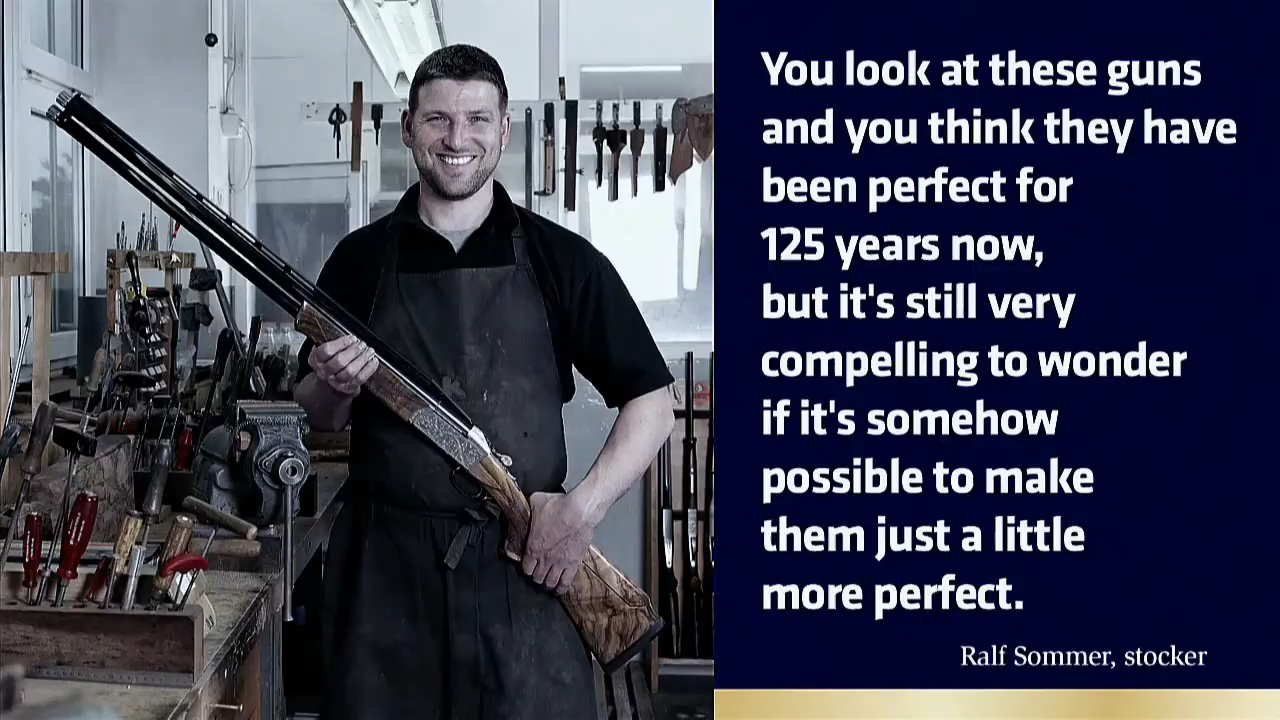 You look at these guns
and you think they have
been perfect for
125 years now,
but it's still very
compelling to wonder
if it's somehow
possible to make
them just a little
more perfect.
Ralf Sommer, stocker